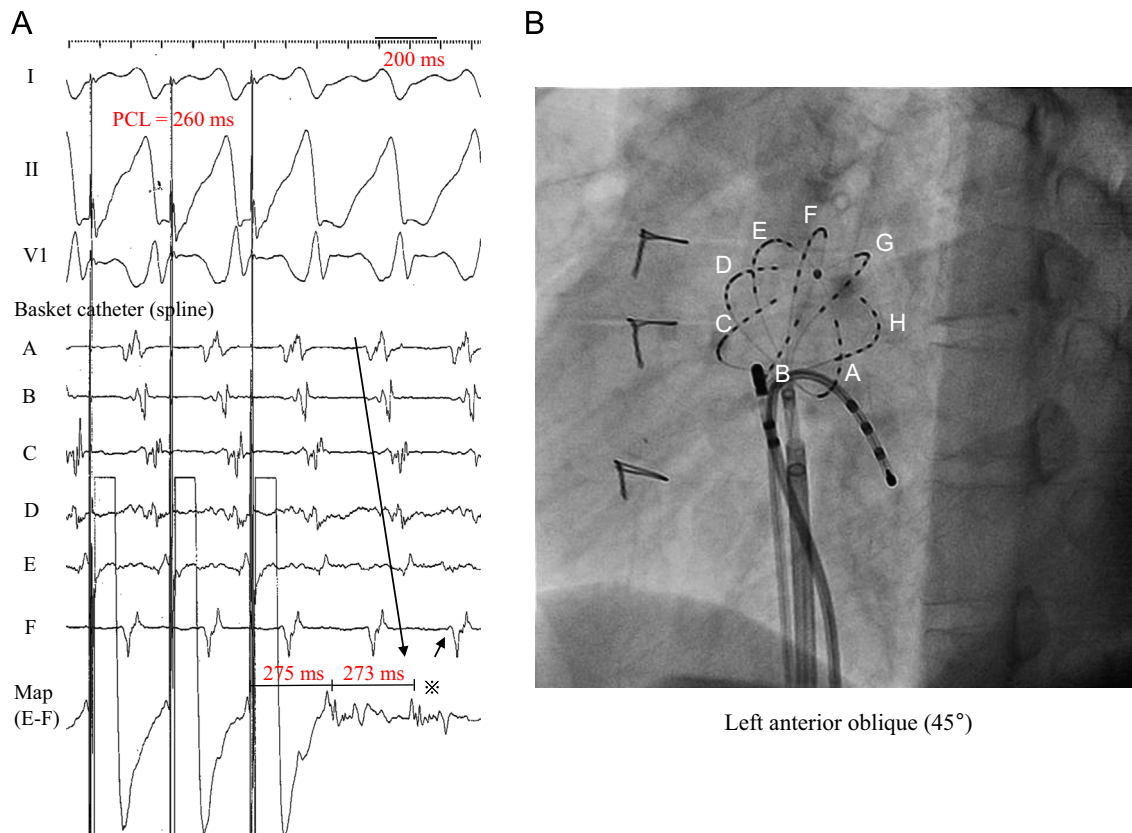 A
B
200 ms
I
PCL = 260 ms
II
V1
Basket catheter (spline)
A
B
C
D
E
F
275 ms 273 ms
※
Map
(E-F)
F
E
G
D
C
H
B
A
Left anterior oblique (45°)